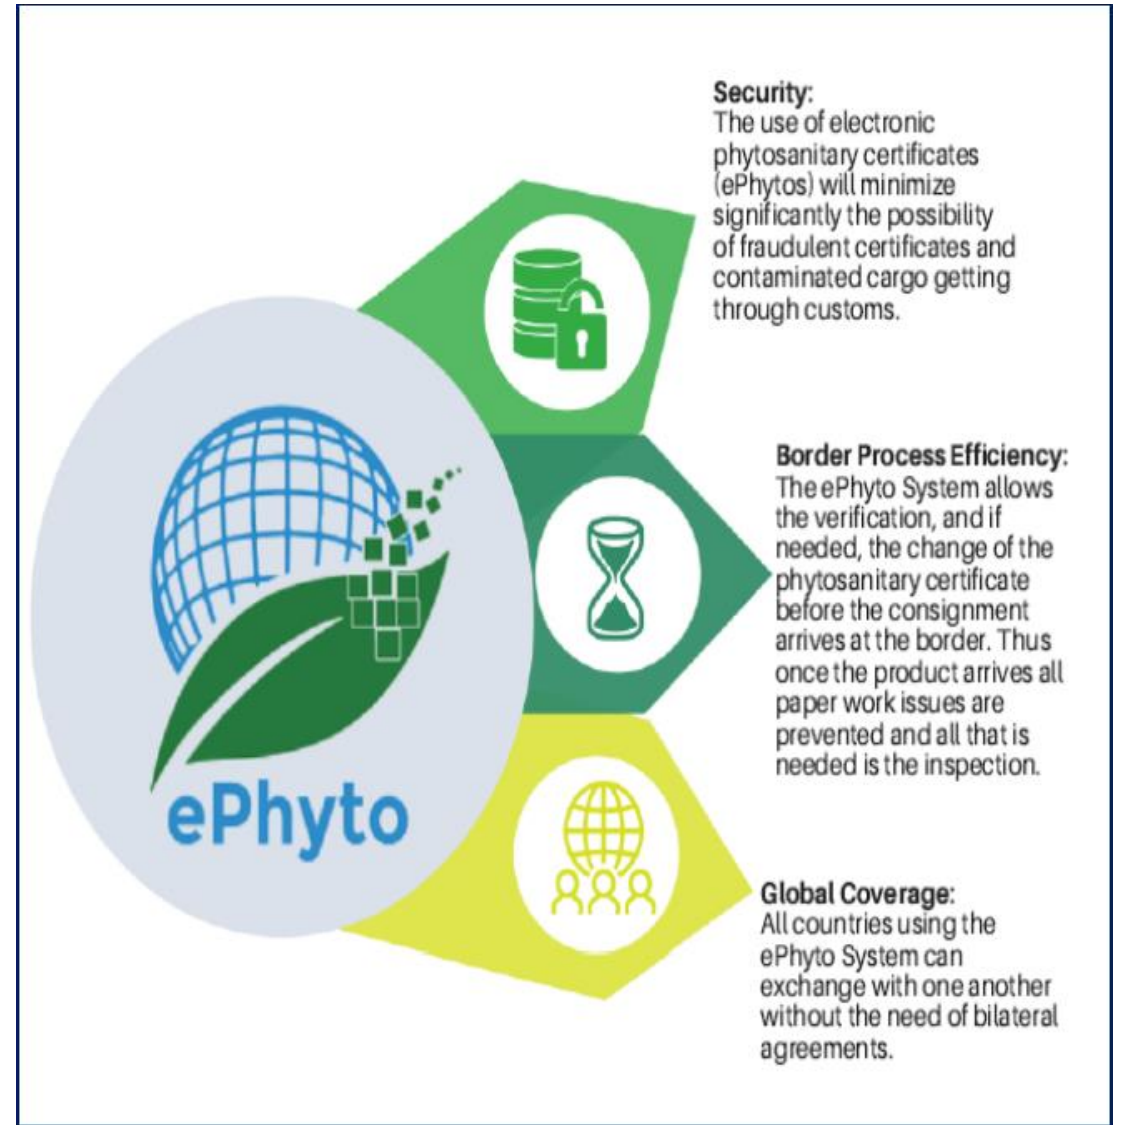 Security:
The use of electronic
phytosanitary certificates
(ePhytos) will minimize
significantly the possibility
of fraudulent certificates and
contaminated cargo getting
through customs.
Border Process Efficiency:
The ePhyto System allows
the verification, and if
needed, the change of the
phytosanitary certificate
before the consignment
arrives at the border. Thus
once the product arrives all
paper work issues are
prevented and all that is
needed is the inspection.
ePhyto
Global Coverage:
All countries using the
ePhyto System can
exchange with one another
without the need of bilateral
agreements.